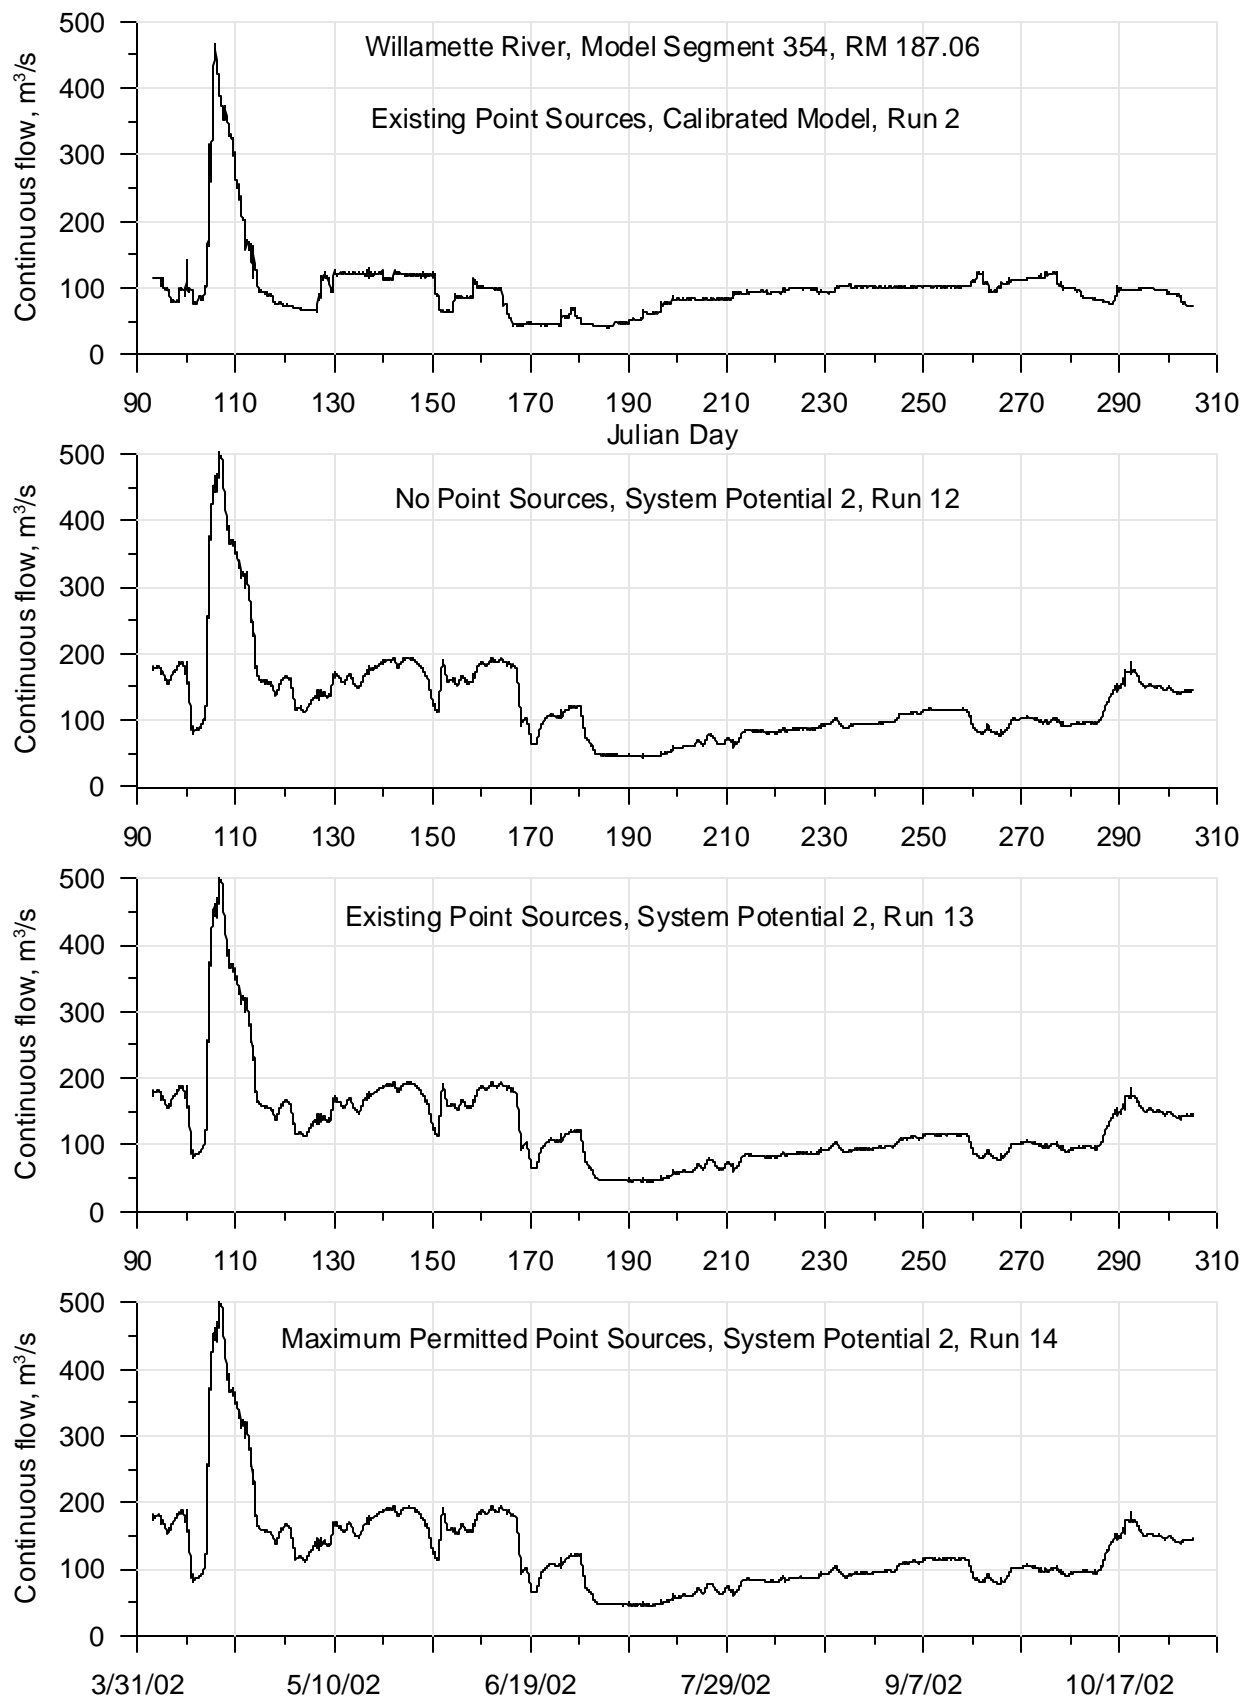 500
400
300
200
100
0
Continuous flow, m³/s
Willamette River, Model Segment 354, RM 187.06
Existing Point Sources, Calibrated Model, Run 2
90 110 130 150 170 190 210 230 250 270 290 310
Julian Day
500
400
300
200
100
0
Continuous flow, m³/s
No Point Sources, System Potential 2, Run 12
90 110 130 150 170 190 210 230 250 270 290 310
500
400
300
200
100
0
Continuous flow, m³/s
Existing Point Sources, System Potential 2, Run 13
90 110 130 150 170 190 210 230 250 270 290 310
500
400
300
200
100
0
Continuous flow, m³/s
Maximum Permitted Point Sources, System Potential 2, Run 14
3/31/02 5/10/02 6/19/02 7/29/02 9/7/02 10/17/02